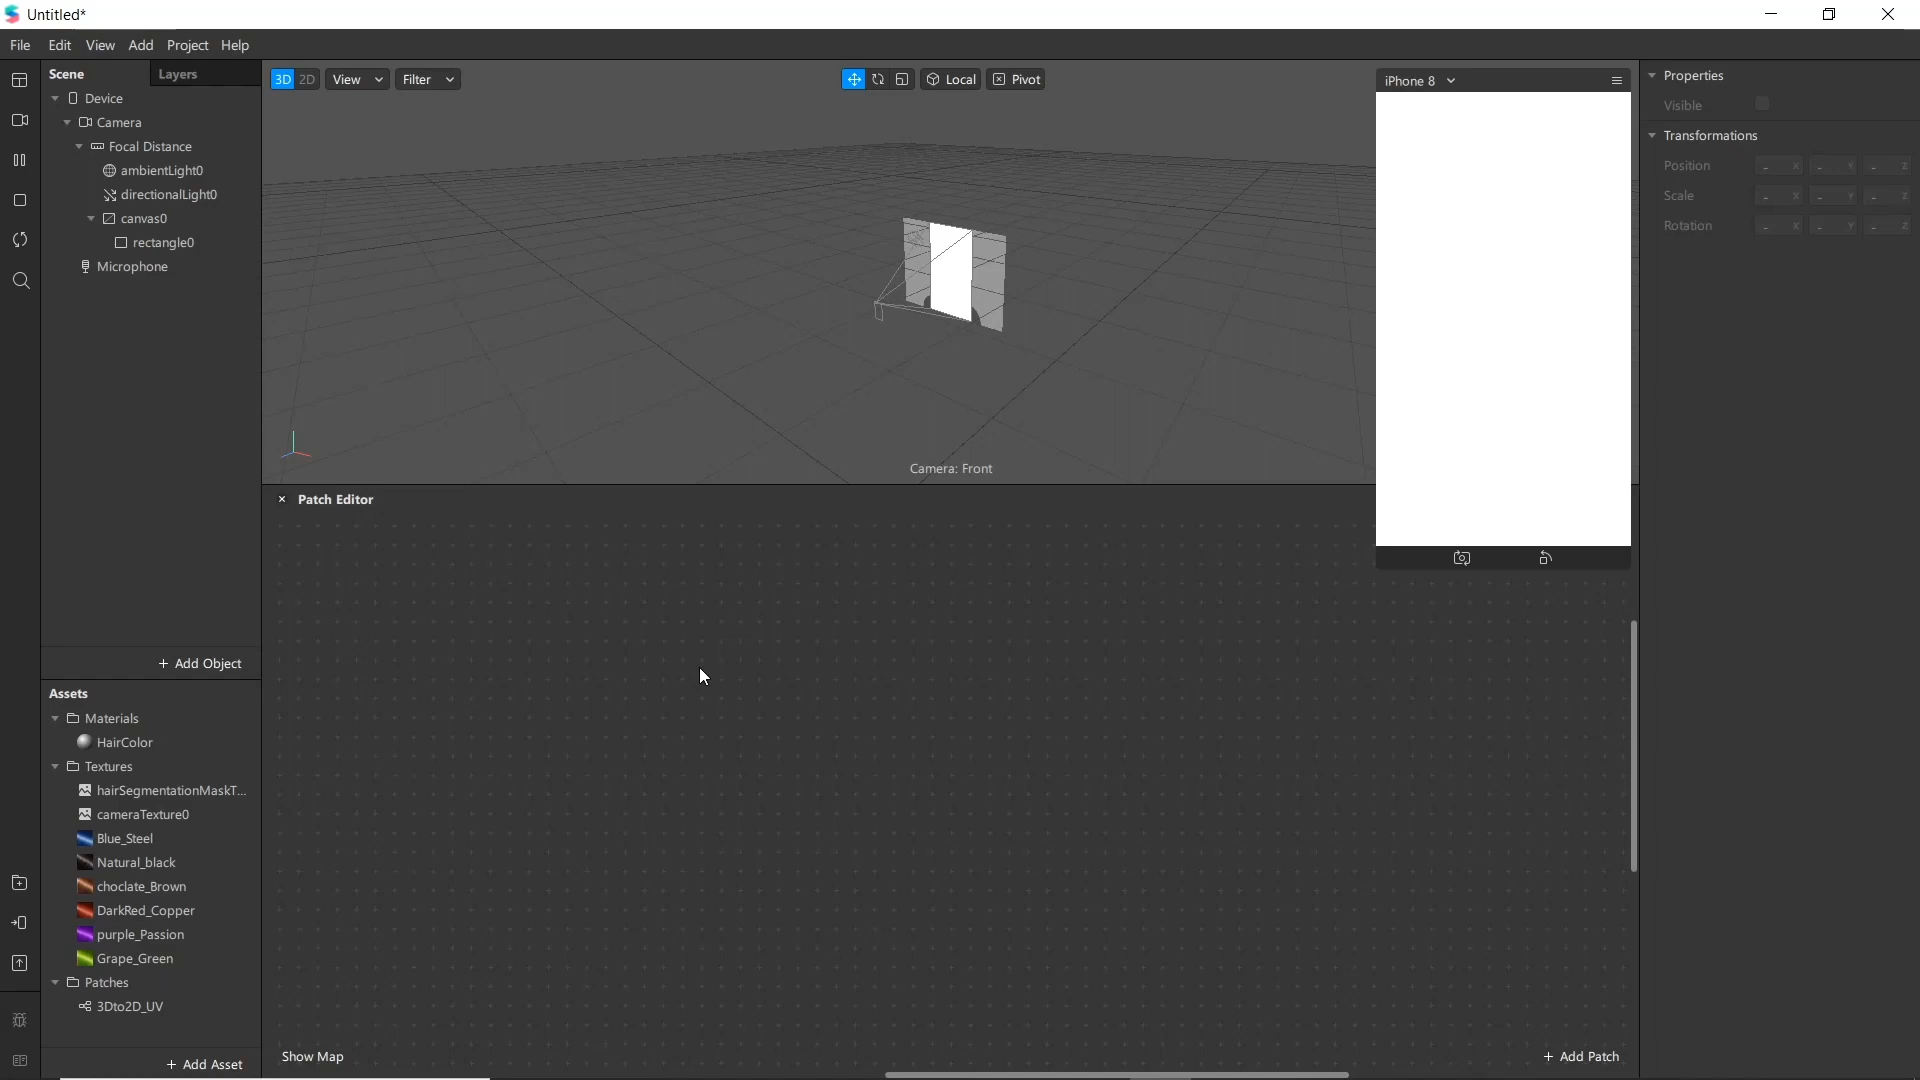 Untitled*
File Edit View Add Project Help
Scene Layers
Device
Camera
Focal Distance
ambientLight0
directionalLight0
canvas0
rectangle0
Microphone
+ Add Object
Assets
Materials
HairColor
Textures
hairSegmentationMaskT...
cameraTexture0
Blue_Steel
Natural_black
choclate_Brown
DarkRed_Copper
purple_Passion
Grape_Green
Patches
3Dto2D_UV
+ Add Asset
3D 2D View Filter Local Pivot
Camera: Front
iPhone 8
× Patch Editor
Show Map + Add Patch
Properties
Visible
Transformations
Position - X - Y - Z
Scale - X - Y - Z
Rotation - X - Y - Z